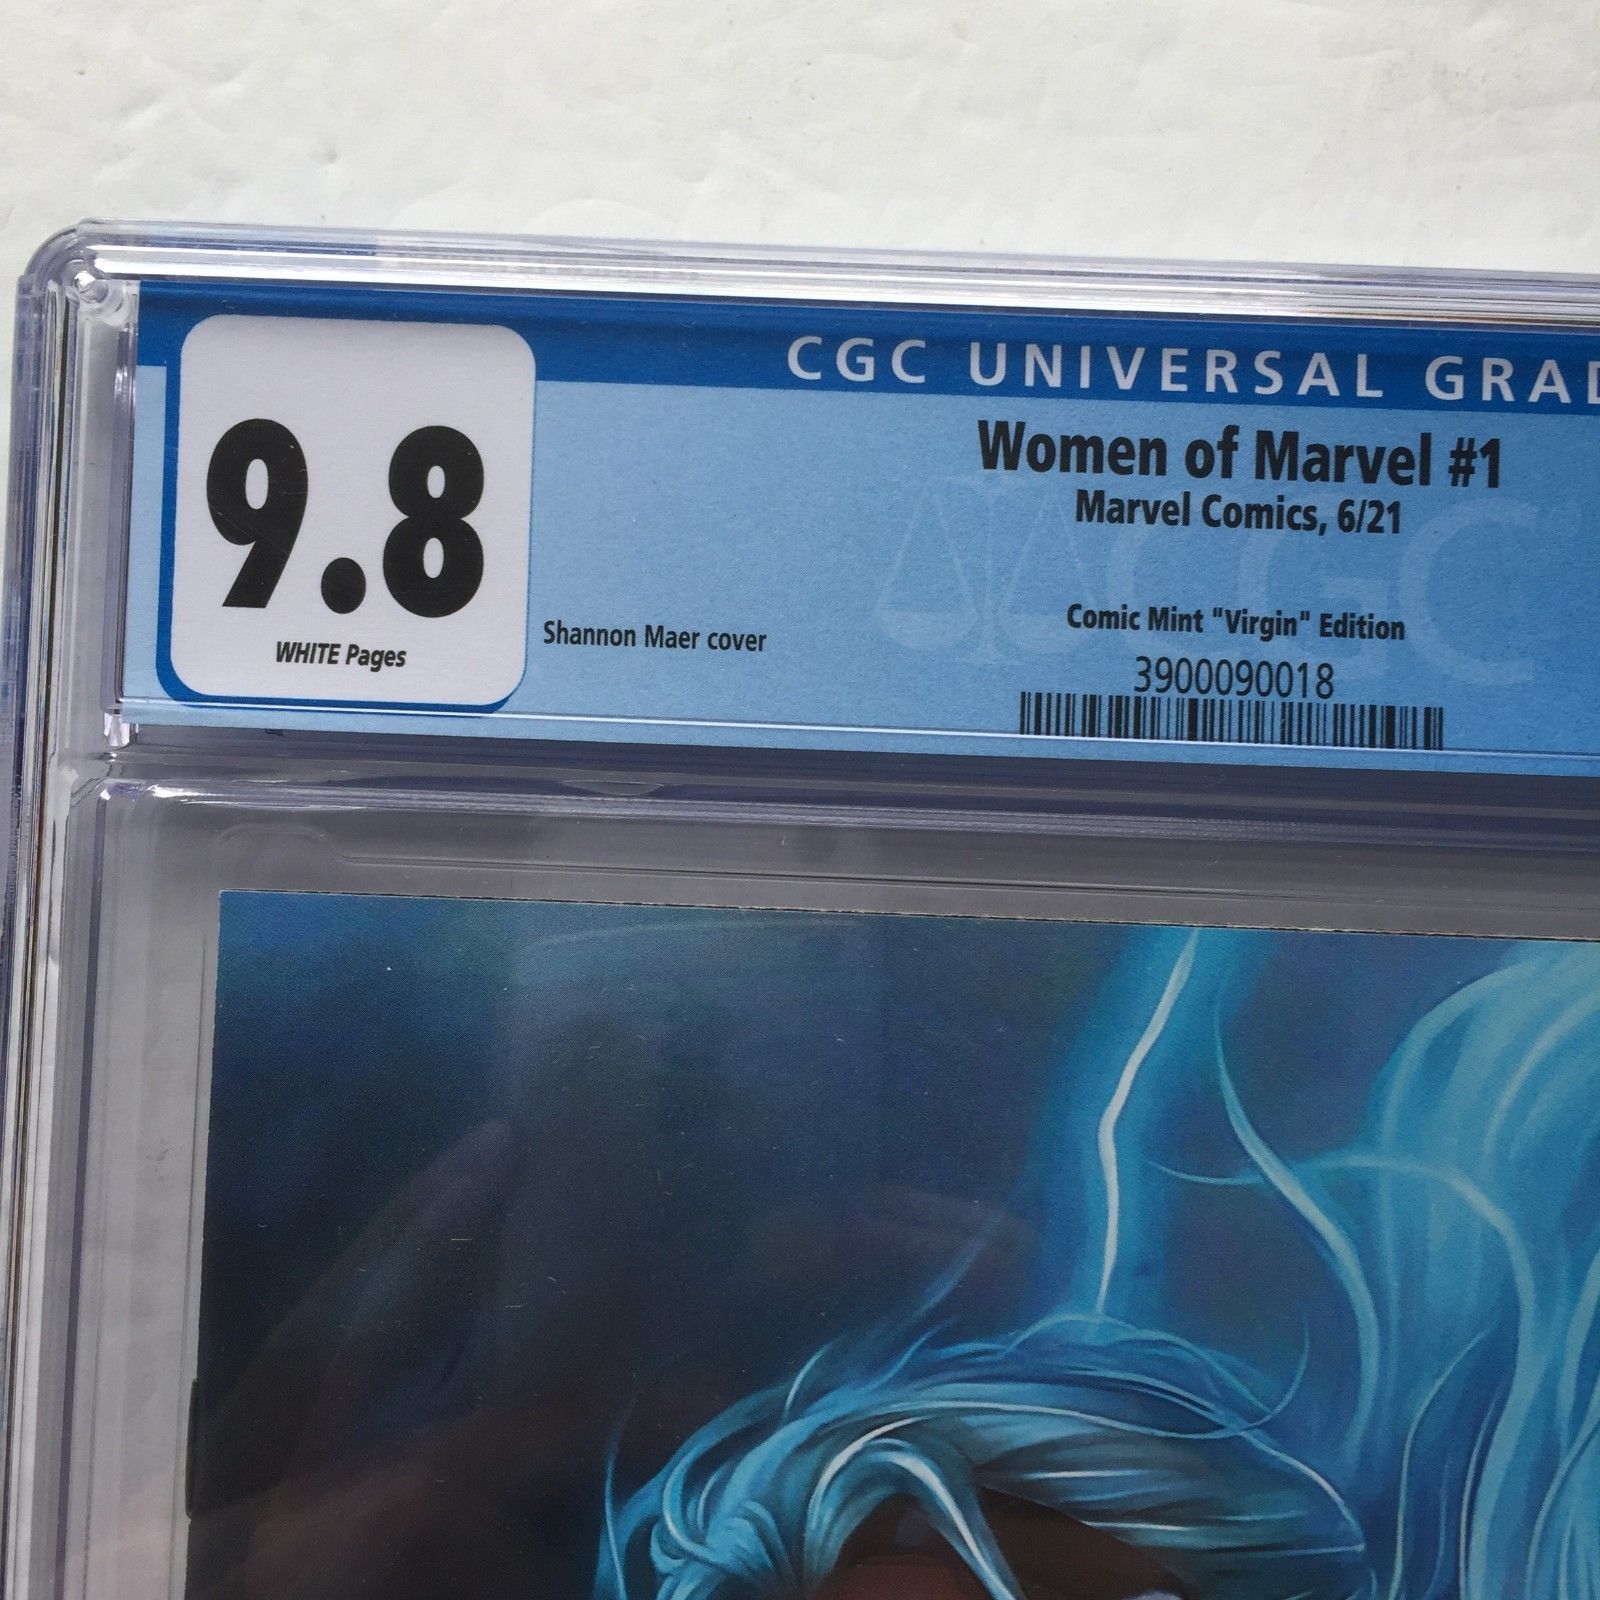 CGC UNIVERSAL GRAD
9.8
WHITE Pages
Women of Marvel #1
Marvel Comics, 6/21
Shannon Maer cover
Comic Mint "Virgin" Edition
3900090018
CGC